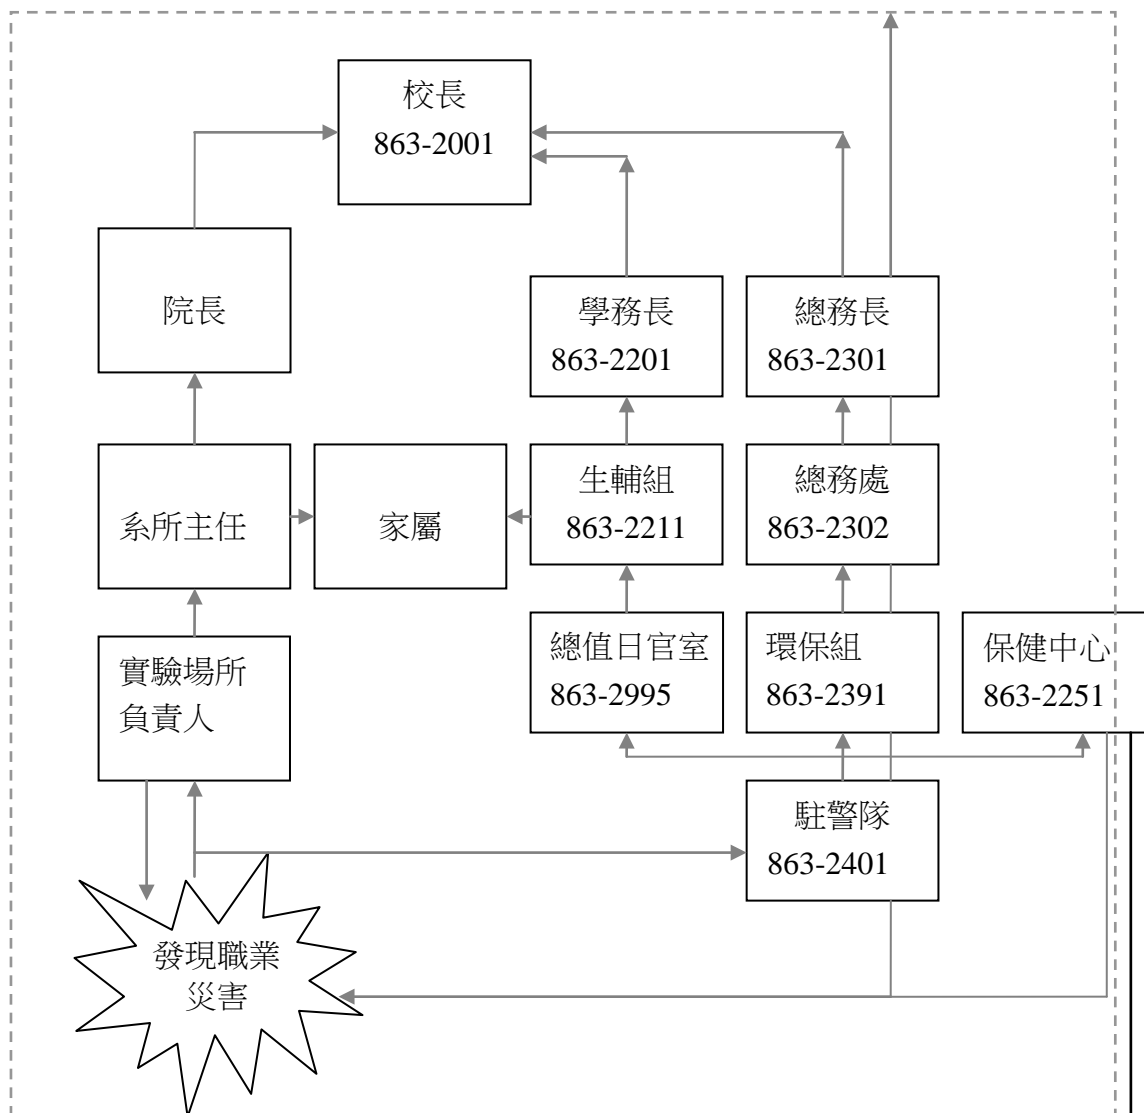 校長
863-2001
院長
學務長
863-2201
總務長
863-2301
系所主任
家屬
生輔組
863-2211
總務處
863-2302
實驗場所
負責人
總值日官室
863-2995
環保組
863-2391
保健中心
863-2251
駐警隊
863-2401
發現職業
災害